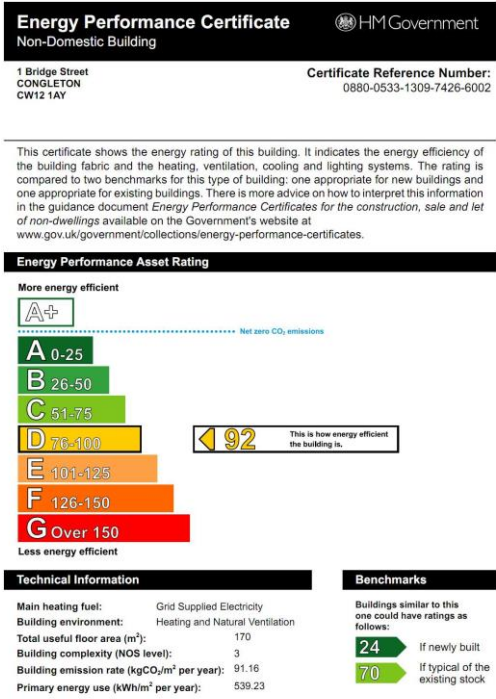 Energy Performance Certificate
HM Government
Non-Domestic Building
1 Bridge Street
CONGLETON
CW12 1AY
Certificate Reference Number:
0880-0533-1309-7426-6002
This certificate shows the energy rating of this building. It indicates the energy efficiency of
the building fabric and the heating, ventilation, cooling and lighting systems. The rating is
compared to two benchmarks for this type of building: one appropriate for new buildings and
one appropriate for existing buildings. There is more advice on how to interpret this information
in the guidance document Energy Performance Certificates for the construction, sale and let
of non-dwellings available on the Government's website at
www.gov.uk/government/collections/energy-performance-certificates.
Energy Performance Asset Rating
More energy efficient
A+
Net zero CO₂ emissions
A 0-25
B 26-50
C 51-75
D 76-100
92
This is how energy efficient
the building is.
E 101-125
F 126-150
G Over 150
Less energy efficient
Technical Information
Main heating fuel: Grid Supplied Electricity
Building environment: Heating and Natural Ventilation
Total useful floor area (m²): 170
Building complexity (NOS level): 3
Building emission rate (kgCO₂/m² per year): 91.16
Primary energy use (kWh/m² per year): 539.23
Benchmarks
Buildings similar to this
one could have ratings as
follows:
24 If newly built
70 If typical of the
existing stock